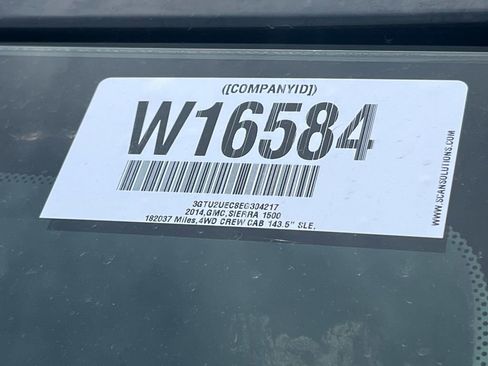 ([COMPANYID])
W16584
3GTU2UEC8EG304217
2014,GMC,SIERRA 1500
182037 Miles,4WD CREW CAB 143.5" SLE,
WWW.SCANSOLUTIONS.COM